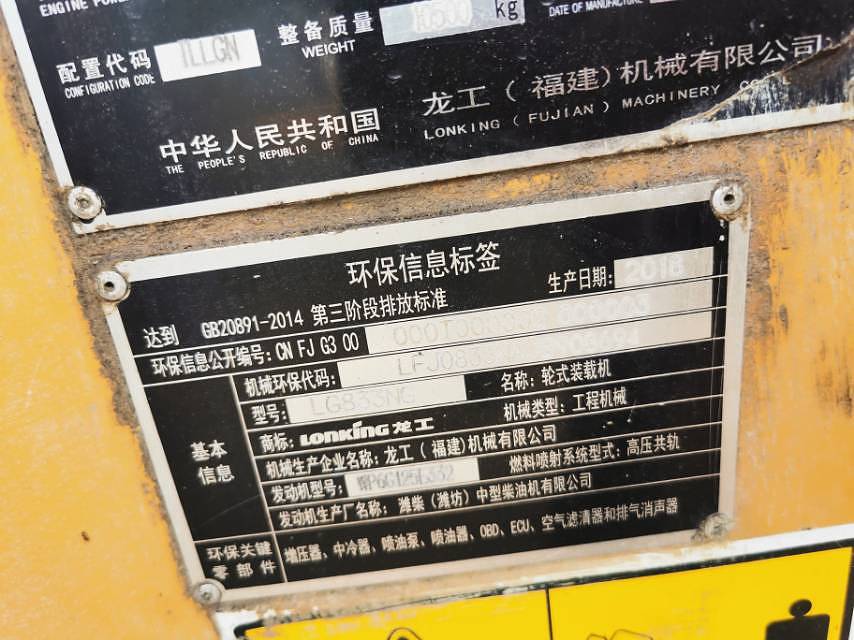 ENGINE POWER
DATE OF MANUFACTURE
整备质量 10500 kg
WEIGHT
配置代码
CONFIGURATION CODE
龙工（福建）机械有限公司
LONKING ( FUJIAN ) MACHINERY
中华人民共和国
THE PEOPLE'S REPUBLIC OF CHINA
环保信息标签
生产日期: 2018
达到 GB20891-2014 第三阶段排放标准
环保信息公开编号: CN FJ G3 00
机械环保代码:
型号: LG833NG 名称: 轮式装载机
商标: LONKING 龙工 机械类型: 工程机械
基本
信息
机械生产企业名称: 龙工（福建）机械有限公司
发动机型号: 燃料喷射系统型式: 高压共轨
发动机生产厂名称: 潍柴（潍坊）中型柴油机有限公司
环保关键
零部件
增压器、中冷器、喷油泵、喷油器、OBD、ECU、空气滤清器和排气消声器